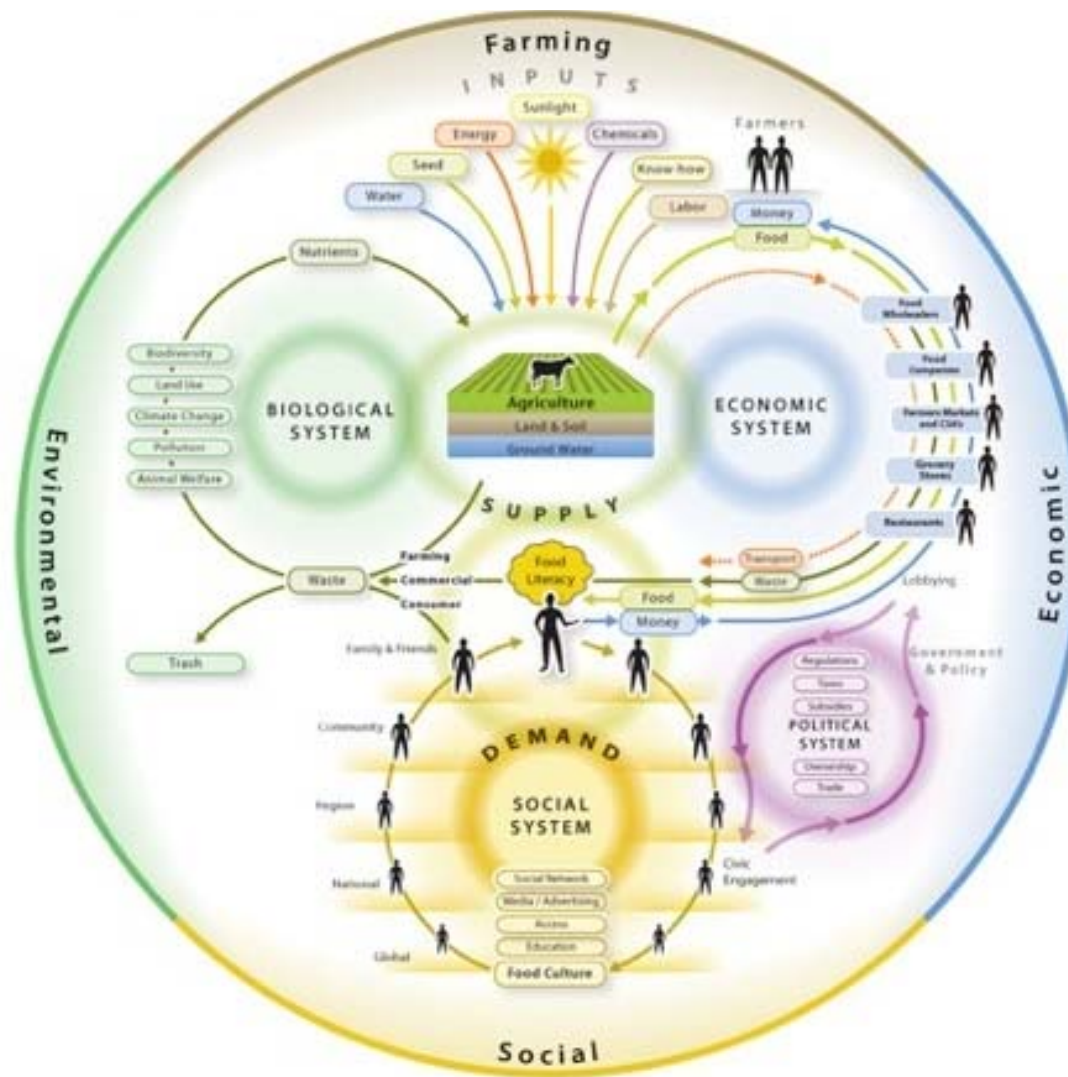 Farming
INPUTS
Sunlight
Energy
Chemicals
Seed
Know how
Water
Labor
Farmers
Money
Food
Nutrients
Food Wholesalers
Biodiversity
Land Use
Climate Change
Pollution
Animal Welfare
BIOLOGICAL
SYSTEM
Agriculture
Land & Soil
Ground Water
ECONOMIC
SYSTEM
Food
Companies
Farmers Markets
and CSA's
Grocery
Stores
Restaurants
SUPPLY
Environmental
Economic
Farming
Commercial
Consumer
Waste
Trash
Food
Literacy
Transport
Waste
Food
Money
Lobbying
Government
& Policy
Family & Friends
Community
Region
National
Global
DEMAND
SOCIAL
SYSTEM
Social Network
Media / Advertising
Access
Education
Food Culture
Regulations
Taxes
Subsidies
POLITICAL
SYSTEM
Ownership
Trade
Civic
Engagement
Social